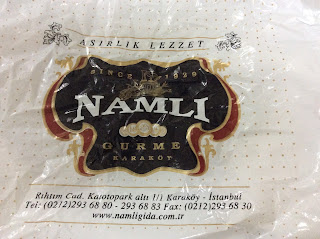 ASIRLIK LEZZET
SINCE 1929
NAMLI
GURME
KARAKÖY
Rıhtım Cad. Katotopark altı 1/1 Karaköy - İstanbul
Tel: (0212)293 68 80 - 293 68 83 Fax: (0212)293 68 30
www.namligida.com.tr